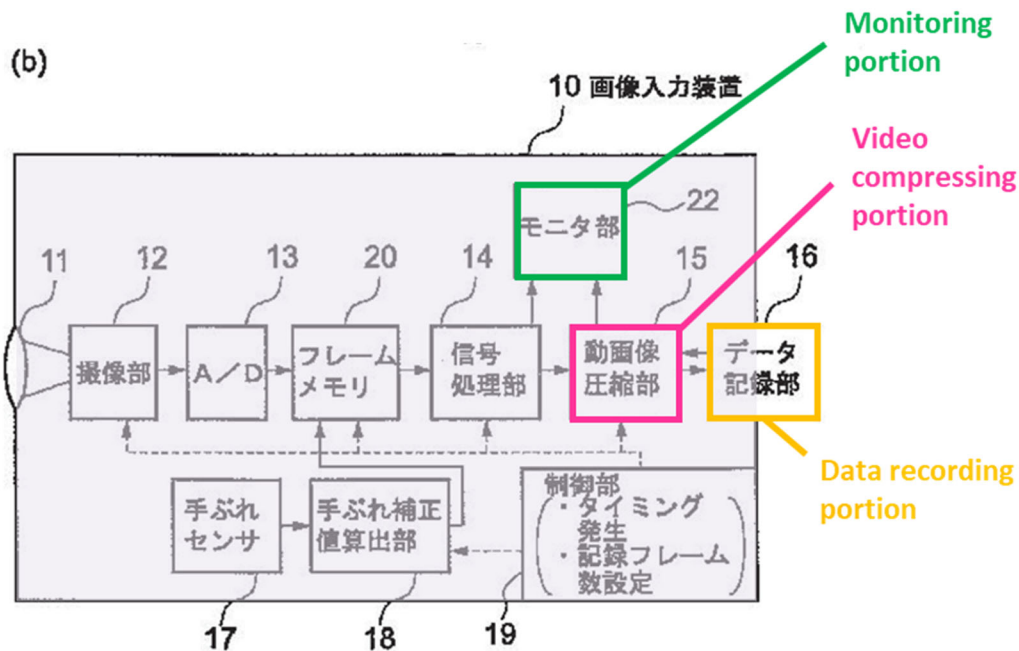 Monitoring
portion
(b)
10 画像入力装置
Video
compressing
portion
22
モニタ部
11
12
13
20
14
15
16
撮像部
A／D
フレーム
メモリ
信号
処理部
動画像
圧縮部
データ
記録部
Data recording
portion
手ぶれ
センサ
手ぶれ補正
値算出部
制御部
・タイミング
発生
・記録フレーム
数設定
17
18
19